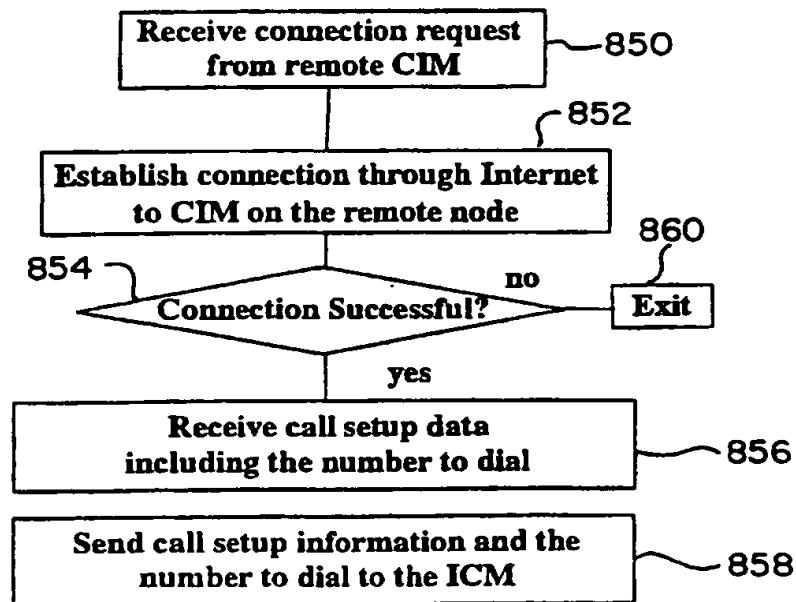 Receive connection request
from remote CIM
850
852
Establish connection through Internet
to CIM on the remote node
860
854
Connection Successful?
no
Exit
yes
Receive call setup data
including the number to dial
856
Send call setup information and the
number to dial to the ICM
858